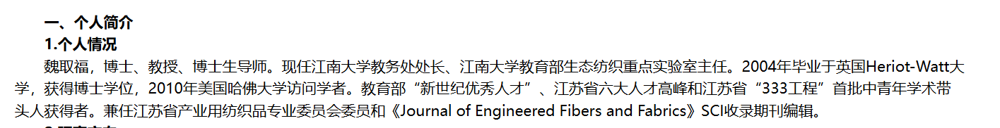 一、个人简介
1.个人情况
魏取福，博士、教授、博士生导师。现任江南大学教务处处长、江南大学教育部生态纺织重点实验室主任。2004年毕业于英国Heriot-Watt大
学，获得博士学位，2010年美国哈佛大学访问学者。教育部“新世纪优秀人才”、江苏省六大人才高峰和江苏省“333工程”首批中青年学术带
头人获得者。兼任江苏省产业用纺织品专业委员会委员和《Journal of Engineered Fibers and Fabrics》SCI收录期刊编辑。